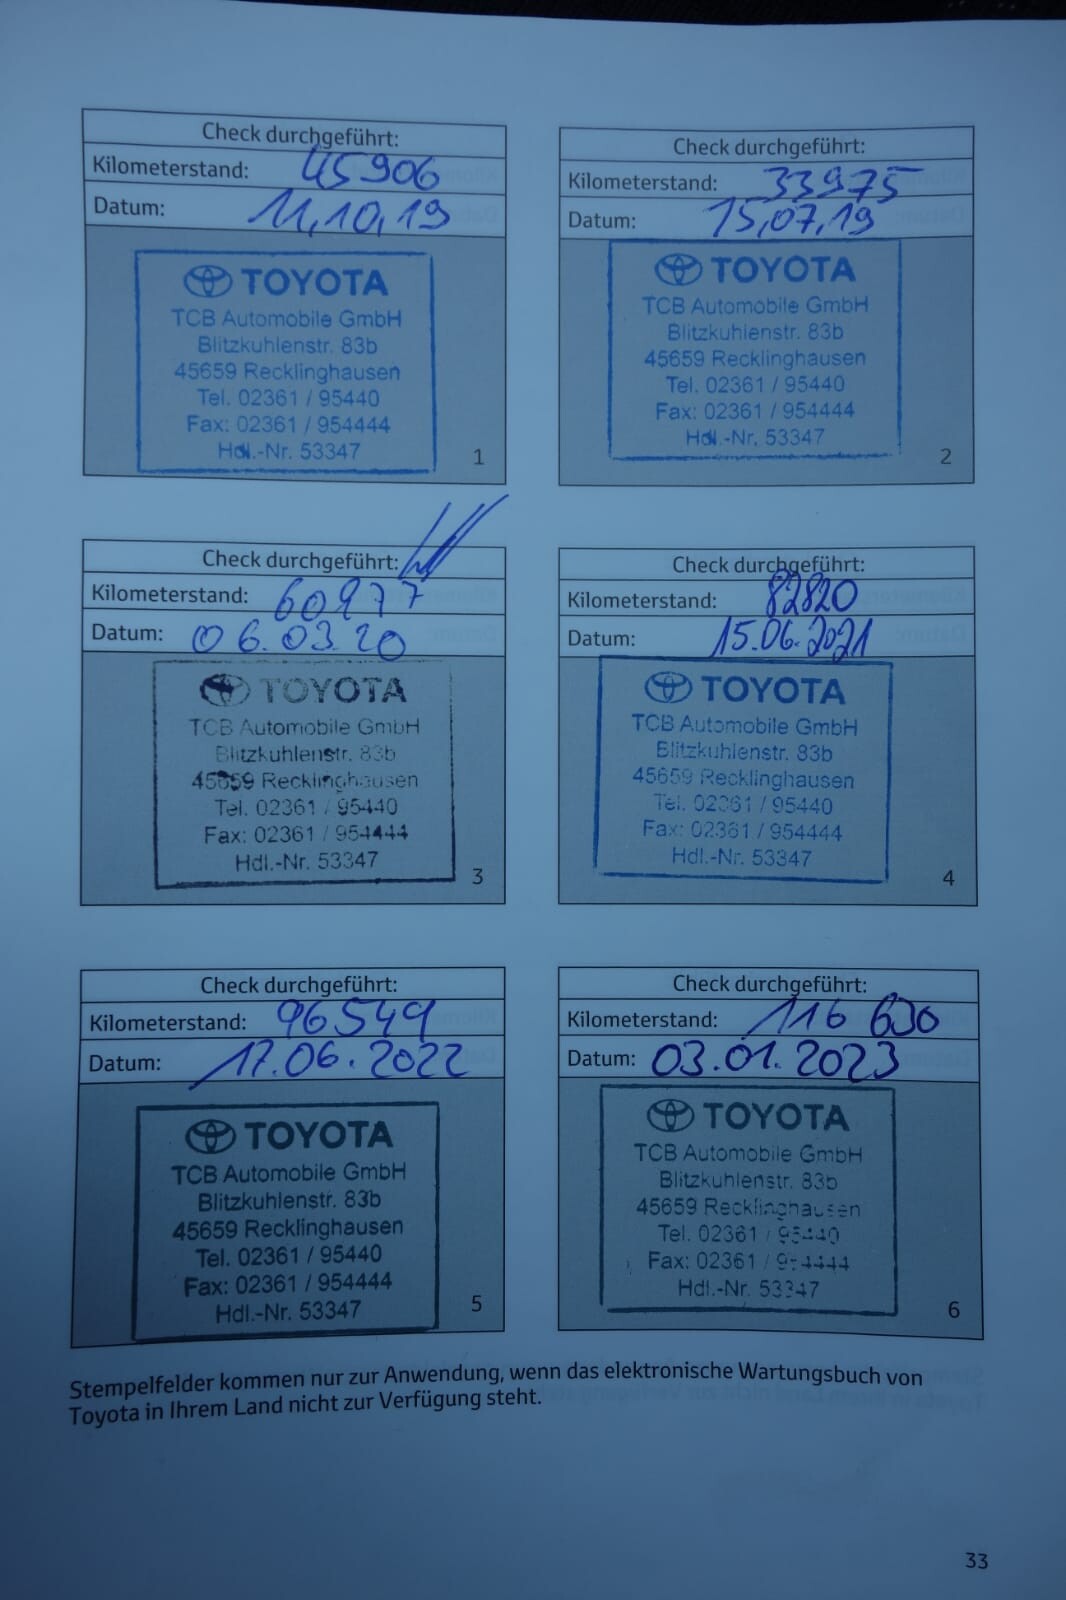 Check durchgeführt:
Kilometerstand: 45906
Datum: 11,10,19
TOYOTA
TCB Automobile GmbH
Blitzkuhlenstr. 83b
45659 Recklinghausen
Tel. 02361 / 95440
Fax: 02361 / 954444
Hdl.-Nr. 53347
1
Check durchgeführt:
Kilometerstand: 33975
Datum: 15,07,19
TOYOTA
TCB Automobile GmbH
Blitzkuhlenstr. 83b
45659 Recklinghausen
Tel. 02361 / 95440
Fax: 02361 / 954444
Hdl.-Nr. 53347
2
Check durchgeführt:
Kilometerstand: 60977
Datum: 06.03.20
TOYOTA
TCB Automobile GmbH
Blitzkuhlenstr. 83b
45659 Recklinghausen
Tel. 02361 / 95440
Fax: 02361 / 954444
Hdl.-Nr. 53347
3
Check durchgeführt:
Kilometerstand: 82820
Datum: 15.06.2021
TOYOTA
TCB Automobile GmbH
Blitzkuhlenstr. 83b
45659 Recklinghausen
Tel. 02361 / 95440
Fax: 02361 / 954444
Hdl.-Nr. 53347
4
Check durchgeführt:
Kilometerstand: 96549
Datum: 17.06.2022
TOYOTA
TCB Automobile GmbH
Blitzkuhlenstr. 83b
45659 Recklinghausen
Tel. 02361 / 95440
Fax: 02361 / 954444
Hdl.-Nr. 53347
5
Check durchgeführt:
Kilometerstand: 116 630
Datum: 03.01.2023
TOYOTA
TCB Automobile GmbH
Blitzkuhlenstr. 83b
45659 Recklinghausen
Tel. 02361 / 95440
Fax: 02361 / 954444
Hdl.-Nr. 53347
6
Stempelfelder kommen nur zur Anwendung, wenn das elektronische Wartungsbuch von
Toyota in Ihrem Land nicht zur Verfügung steht.
33